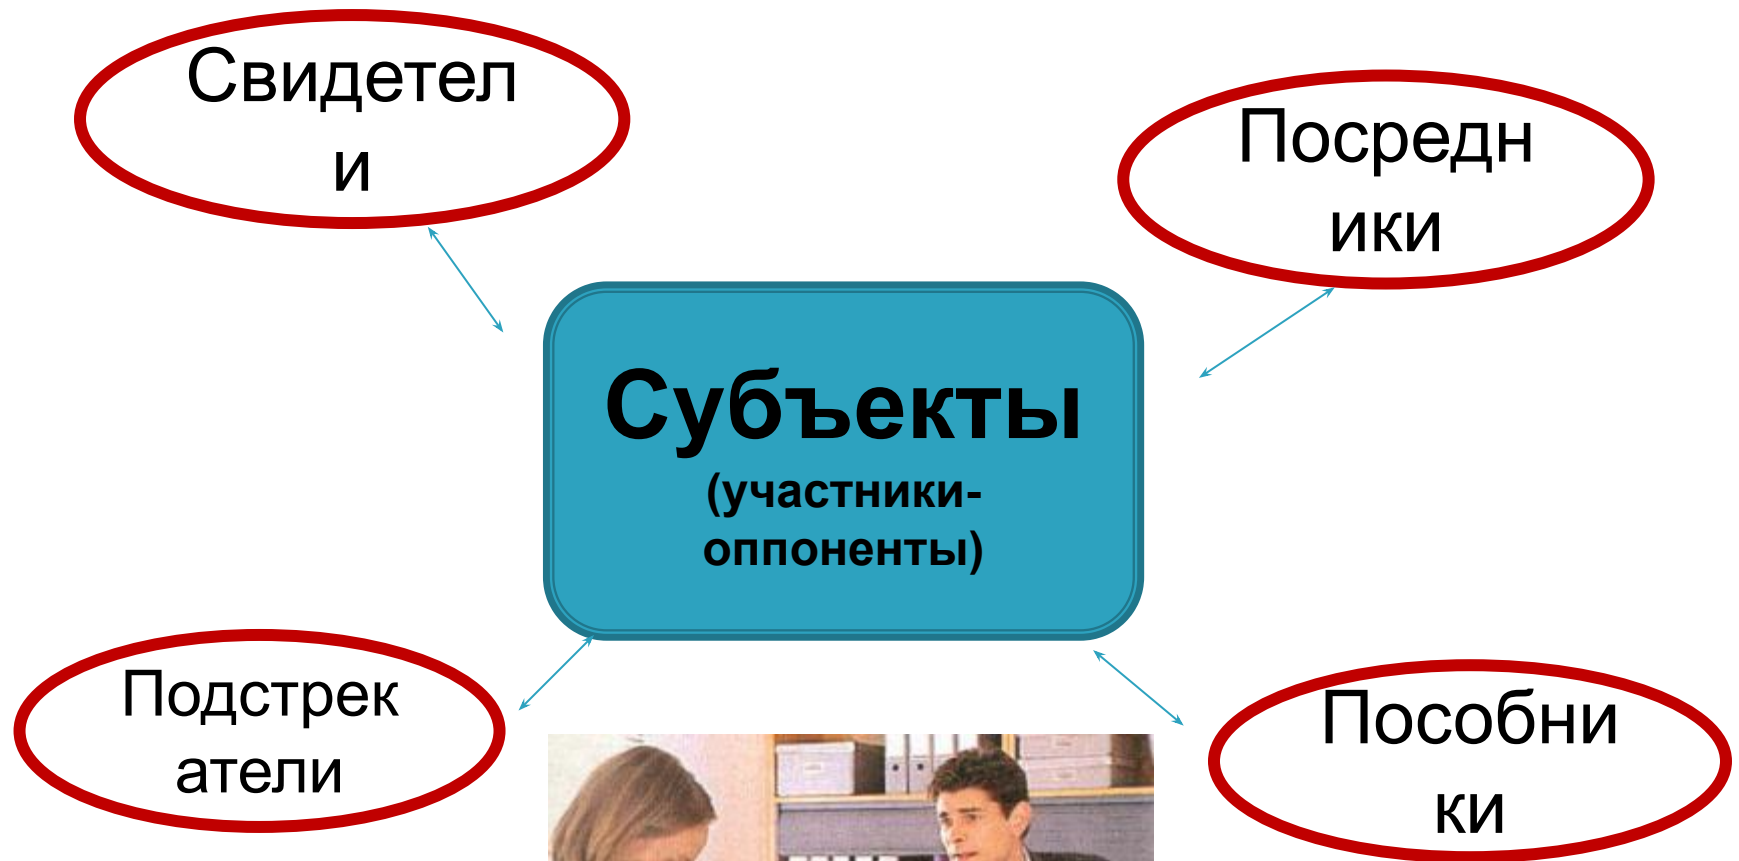 Свидетел
и
Посредн
ики
Субъекты
(участники-
оппоненты)
Подстрек
атели
Пособни
ки